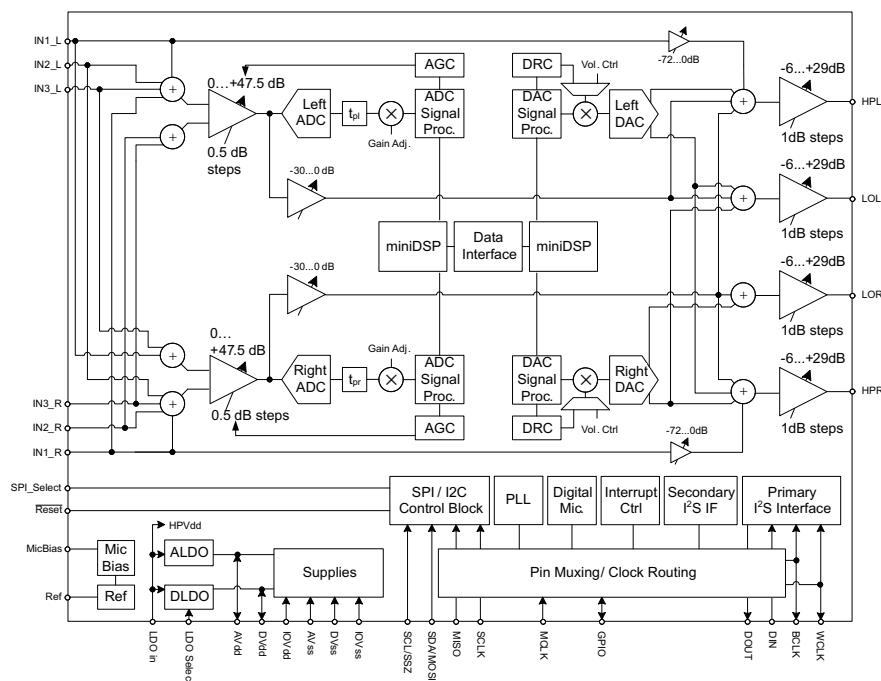 IN1_L
IN2_L
IN3_L
0…+47.5 dB
0.5 dB
steps
Left
ADC
tpl
Gain Adj.
AGC
ADC
Signal
Proc.
DRC
Vol. Ctrl
DAC
Signal
Proc.
Left
DAC
-72...0dB
-6...+29dB
1dB steps
HPL
-30...0 dB
-6...+29dB
1dB steps
LOL
miniDSP
Data
Interface
miniDSP
-30...0 dB
-6...+29dB
1dB steps
LOR
0…
+47.5 dB
0.5 dB steps
Right
ADC
tpr
Gain Adj.
ADC
Signal
Proc.
AGC
DAC
Signal
Proc.
DRC
Vol. Ctrl
Right
DAC
-6...+29dB
1dB steps
HPR
IN3_R
IN2_R
IN1_R
-72...0dB
SPI_Select
Reset
SPI / I2C
Control Block
PLL
Digital
Mic.
Interrupt
Ctrl
Secondary
I²S IF
Primary
I²S Interface
HPVdd
MicBias
Mic
Bias
Ref
Ref
ALDO
DLDO
Supplies
Pin Muxing/ Clock Routing
LDO in
LDO Selec
AVdd
DVdd
IOVdd
AVss
DVss
IOVss
SCL/SSZ
SDA/MOSI
MISO
SCLK
MCLK
GPIO
DOUT
DIN
BCLK
WCLK